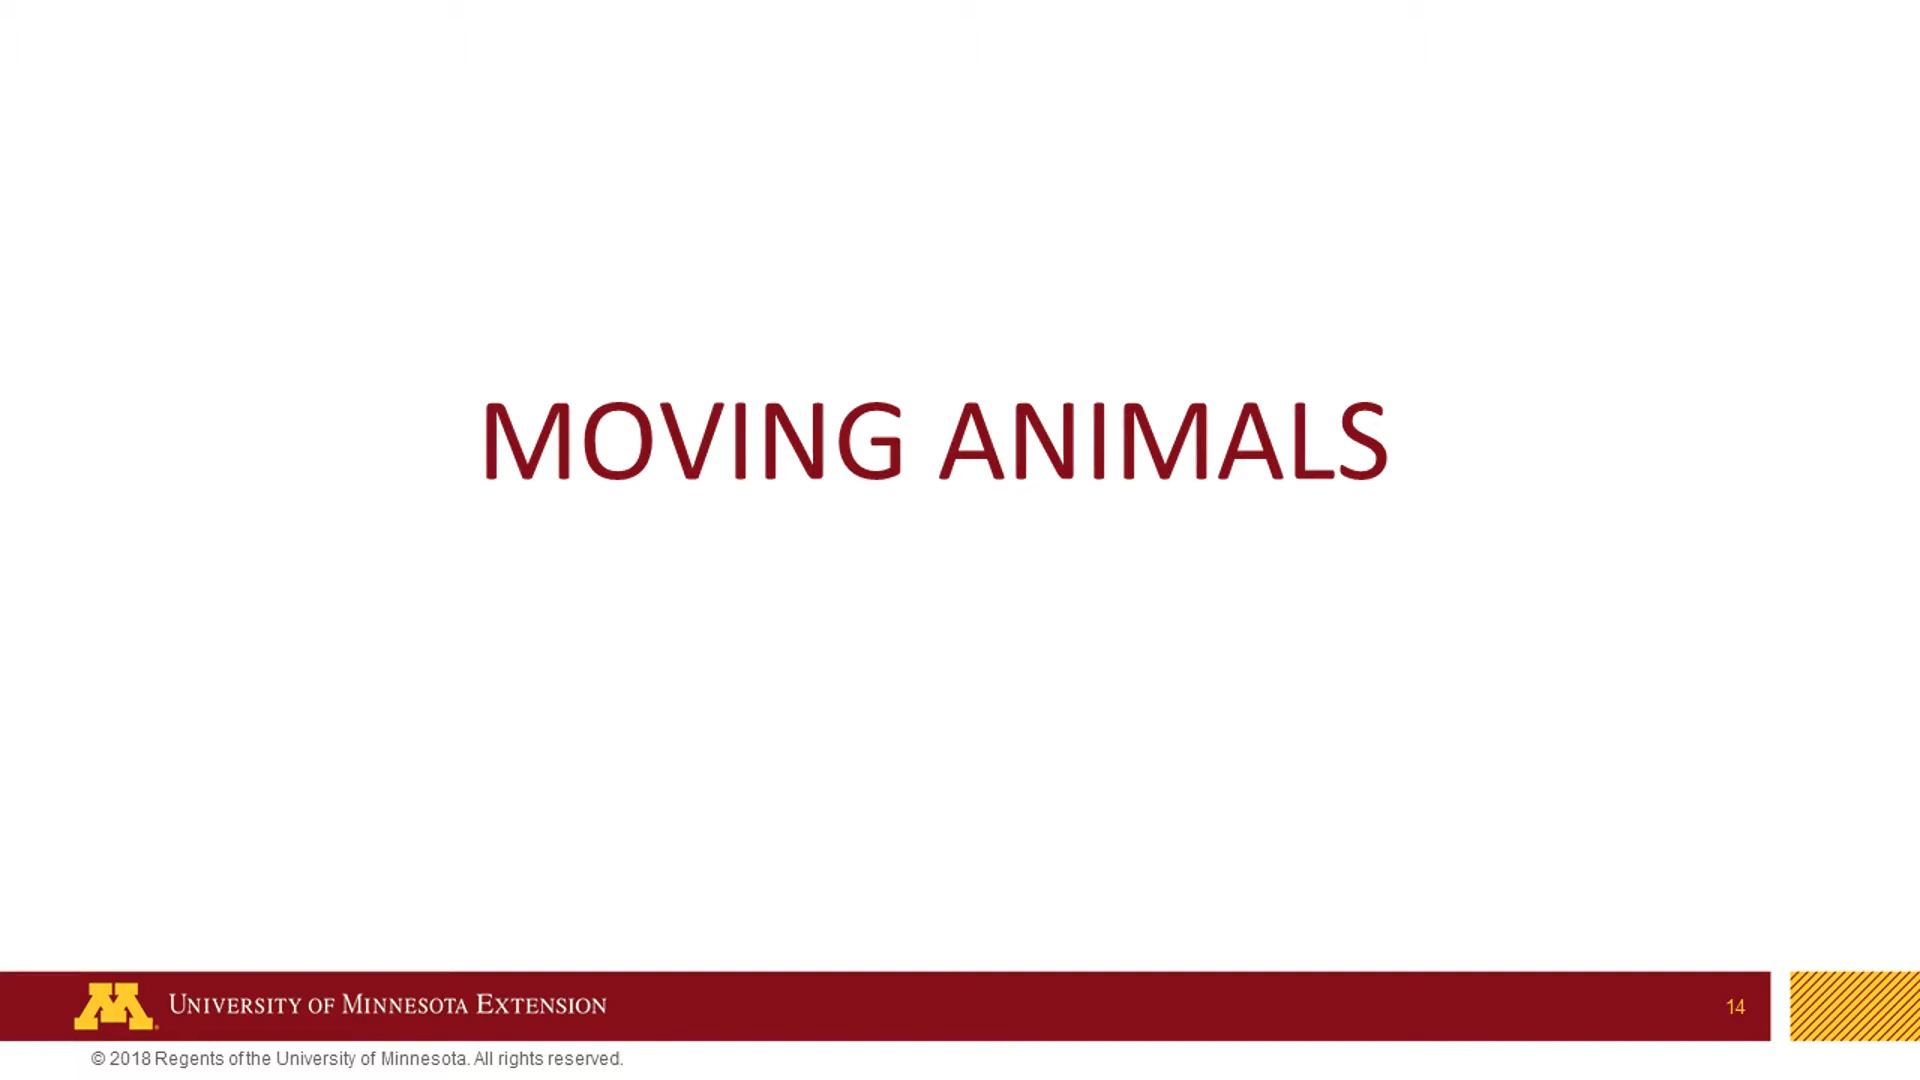 MOVING ANIMALS
UNIVERSITY OF MINNESOTA EXTENSION
14
© 2018 Regents of the University of Minnesota. All rights reserved.